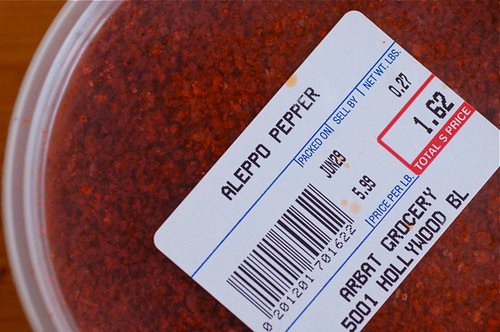 ALEPPO PEPPER
PACKED ON SELL BY NET WT. LBS.
JUN29 0.27
5.99 1.62
PRICE PER LB. TOTAL $ PRICE
0 201201 701622
ARBAT GROCERY
5001 HOLLYWOOD BL